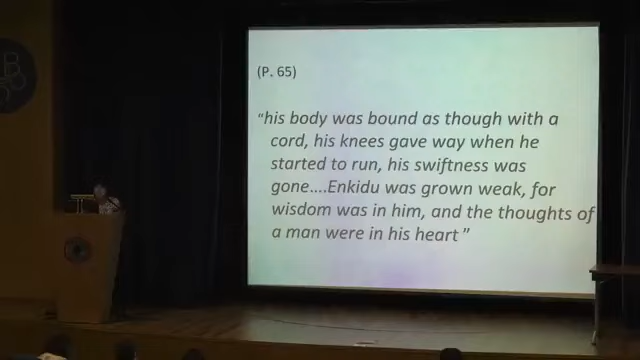 (P. 65)
"his body was bound as though with a
cord, his knees gave way when he
started to run, his swiftness was
gone....Enkidu was grown weak, for
wisdom was in him, and the thoughts of
a man were in his heart "